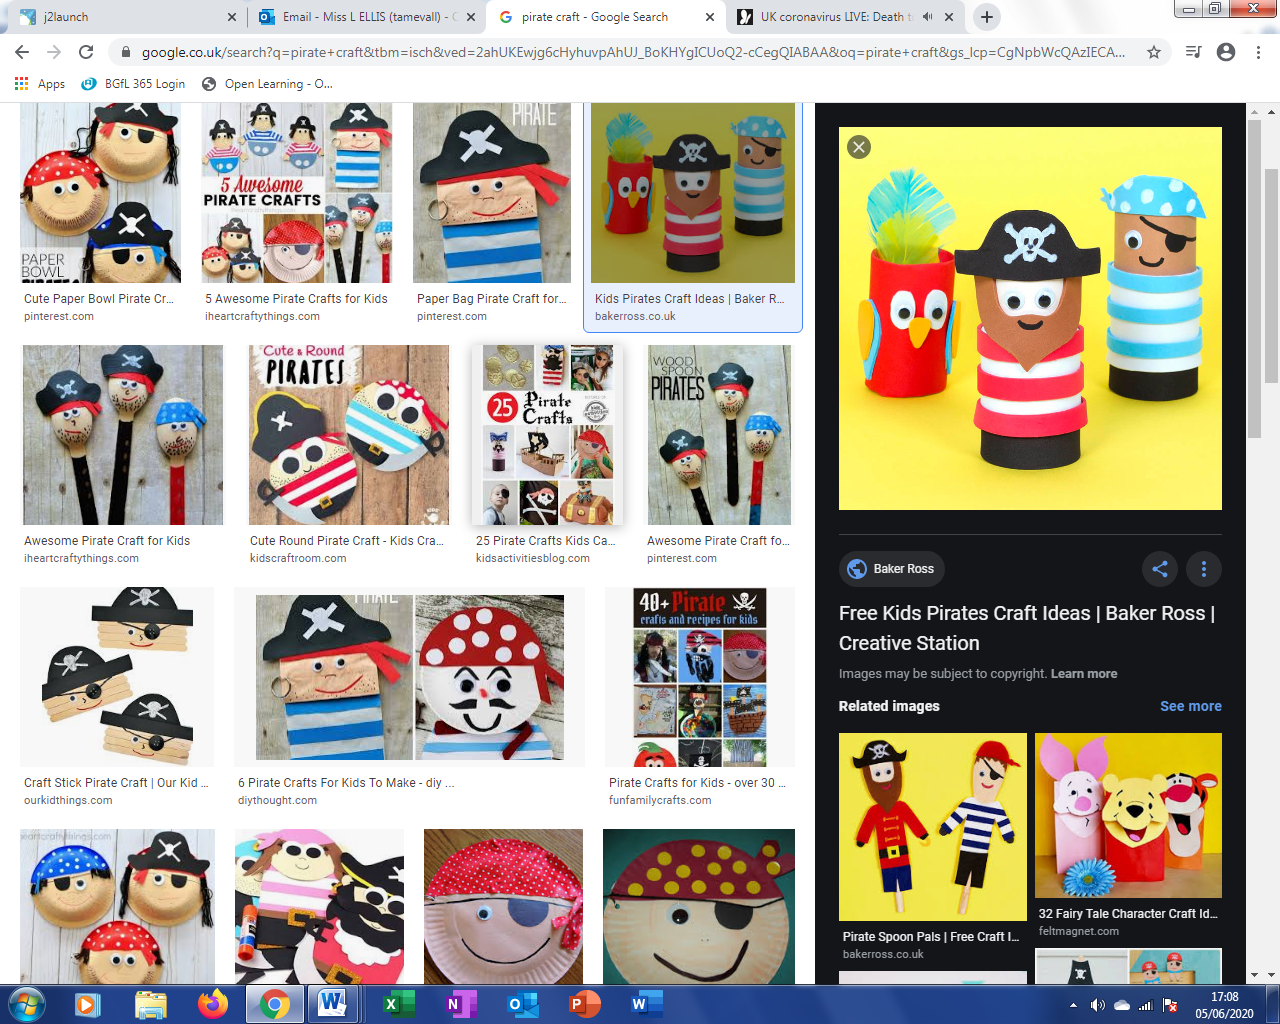 j2launch
Email - Miss L ELLIS (tamevall) - O
pirate craft - Google Search
UK coronavirus LIVE: Death t
google.co.uk/search?q=pirate+craft&tbm=isch&ved=2ahUKEwjg6cHyhuvpAhUJ_BoKHYgICUoQ2-cCegQIABAA&oq=pirate+craft&gs_lcp=CgNpbWcQAzIECA...
Apps
BGfL 365 Login
Open Learning - O...
PAPER
BOWL
5 Awesome
PIRATE CRAFTS
PIRATE
Cute Paper Bowl Pirate Cr...
pinterest.com
5 Awesome Pirate Crafts for Kids
iheartcraftythings.com
Paper Bag Pirate Craft for...
pinterest.com
Kids Pirates Craft Ideas | Baker R...
bakerross.co.uk
Cute & Round
PIRATES
25 Pirate
Crafts
WOOD
SPOON
PIRATES
Awesome Pirate Craft for Kids
iheartcraftythings.com
Cute Round Pirate Craft - Kids Cra...
kidscraftroom.com
25 Pirate Crafts Kids Ca...
kidsactivitiesblog.com
Awesome Pirate Craft fo...
pinterest.com
PIRATE
40+ Pirate
crafts and recipes for kids
Craft Stick Pirate Craft | Our Kid ...
ourkidthings.com
6 Pirate Crafts For Kids To Make - diy ...
diythought.com
Pirate Crafts for Kids - over 30 ...
funfamilycrafts.com
Baker Ross
Free Kids Pirates Craft Ideas | Baker Ross |
Creative Station
Images may be subject to copyright. Learn more
Related images
See more
Pirate Spoon Pals | Free Craft I...
bakerross.co.uk
32 Fairy Tale Character Craft Id...
feltmagnet.com
17:08
05/06/2020